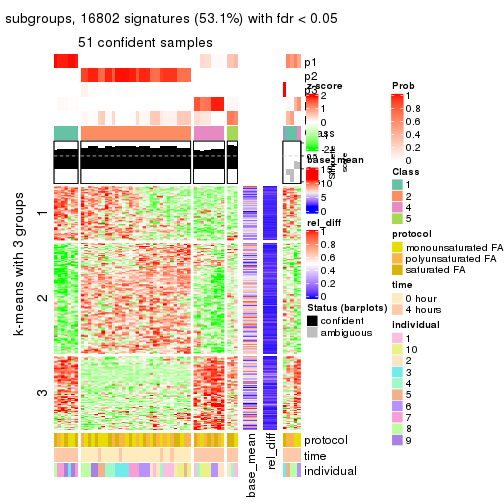 subgroups, 16802 signatures (53.1%) with fdr < 0.05
51 confident samples
p1
p2
p3
z-score
2
1
0
-1
-2
base_mean
15
10
5
0
rel_diff
1
0.8
0.6
0.4
0.2
0
Status (barplots)
confident
ambiguous
Prob
1
0.8
0.6
0.4
0.2
0
Class
1
2
4
5
protocol
monounsaturated FA
polyunsaturated FA
saturated FA
time
0 hour
4 hours
individual
1
10
2
3
4
5
6
7
8
9
k-means with 3 groups
1
2
3
protocol
time
individual
base_mean
rel_diff